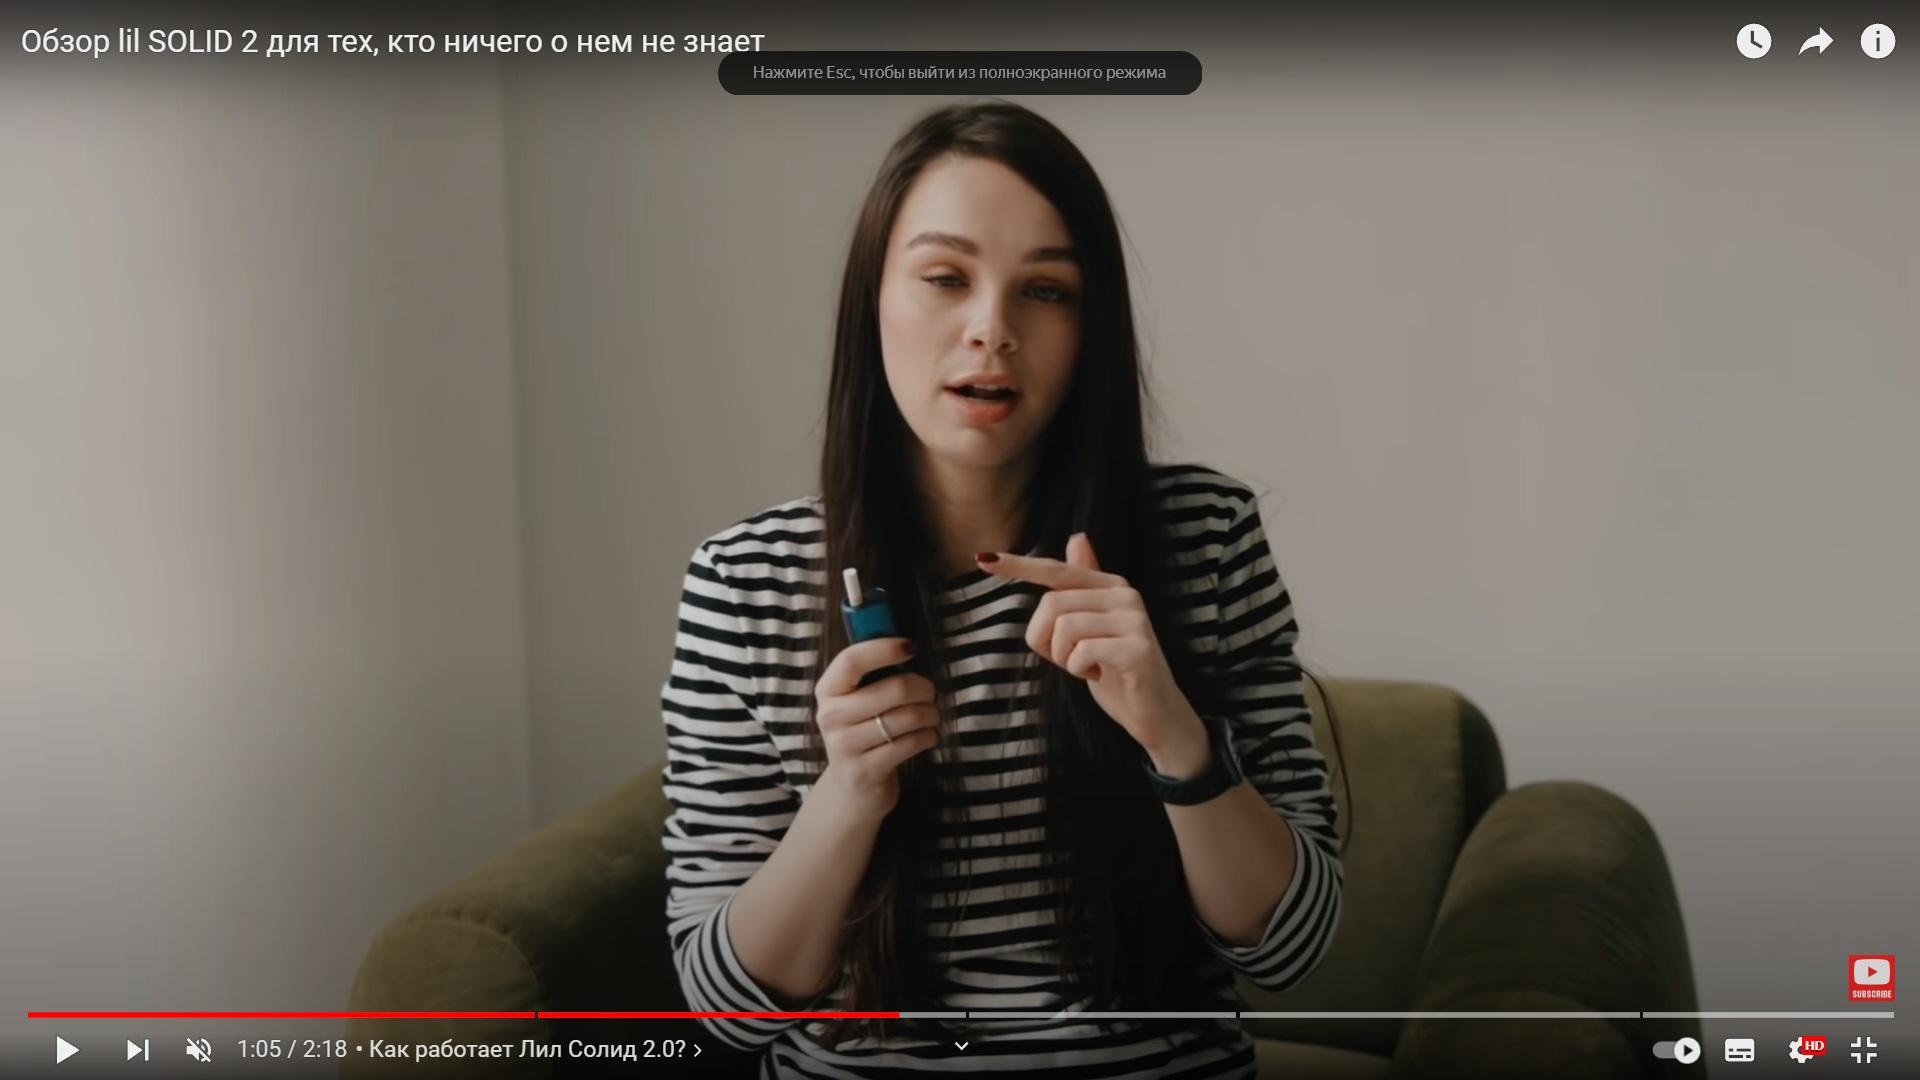 Обзор lil SOLID 2 для тех, кто ничего о нем не знает
Нажмите Esc, чтобы выйти из полноэкранного режима
SUBSCRIBE
1:05 / 2:18 • Как работает Лил Солид 2.0? ›
HD